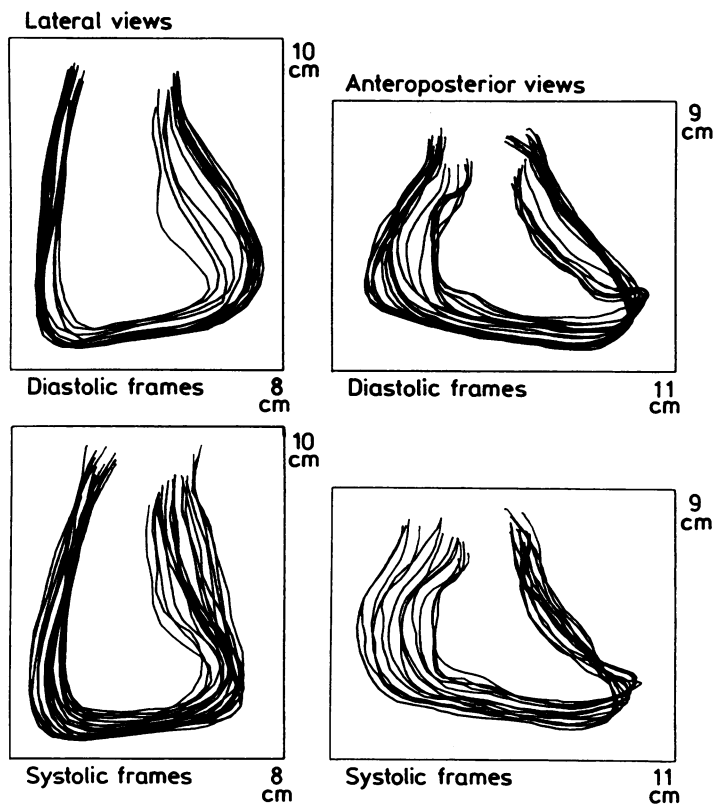 Lateral views
10
cm
Diastolic frames
8
cm
Anteroposterior views
9
cm
Diastolic frames
11
cm
10
cm
Systolic frames
8
cm
9
cm
Systolic frames
11
cm